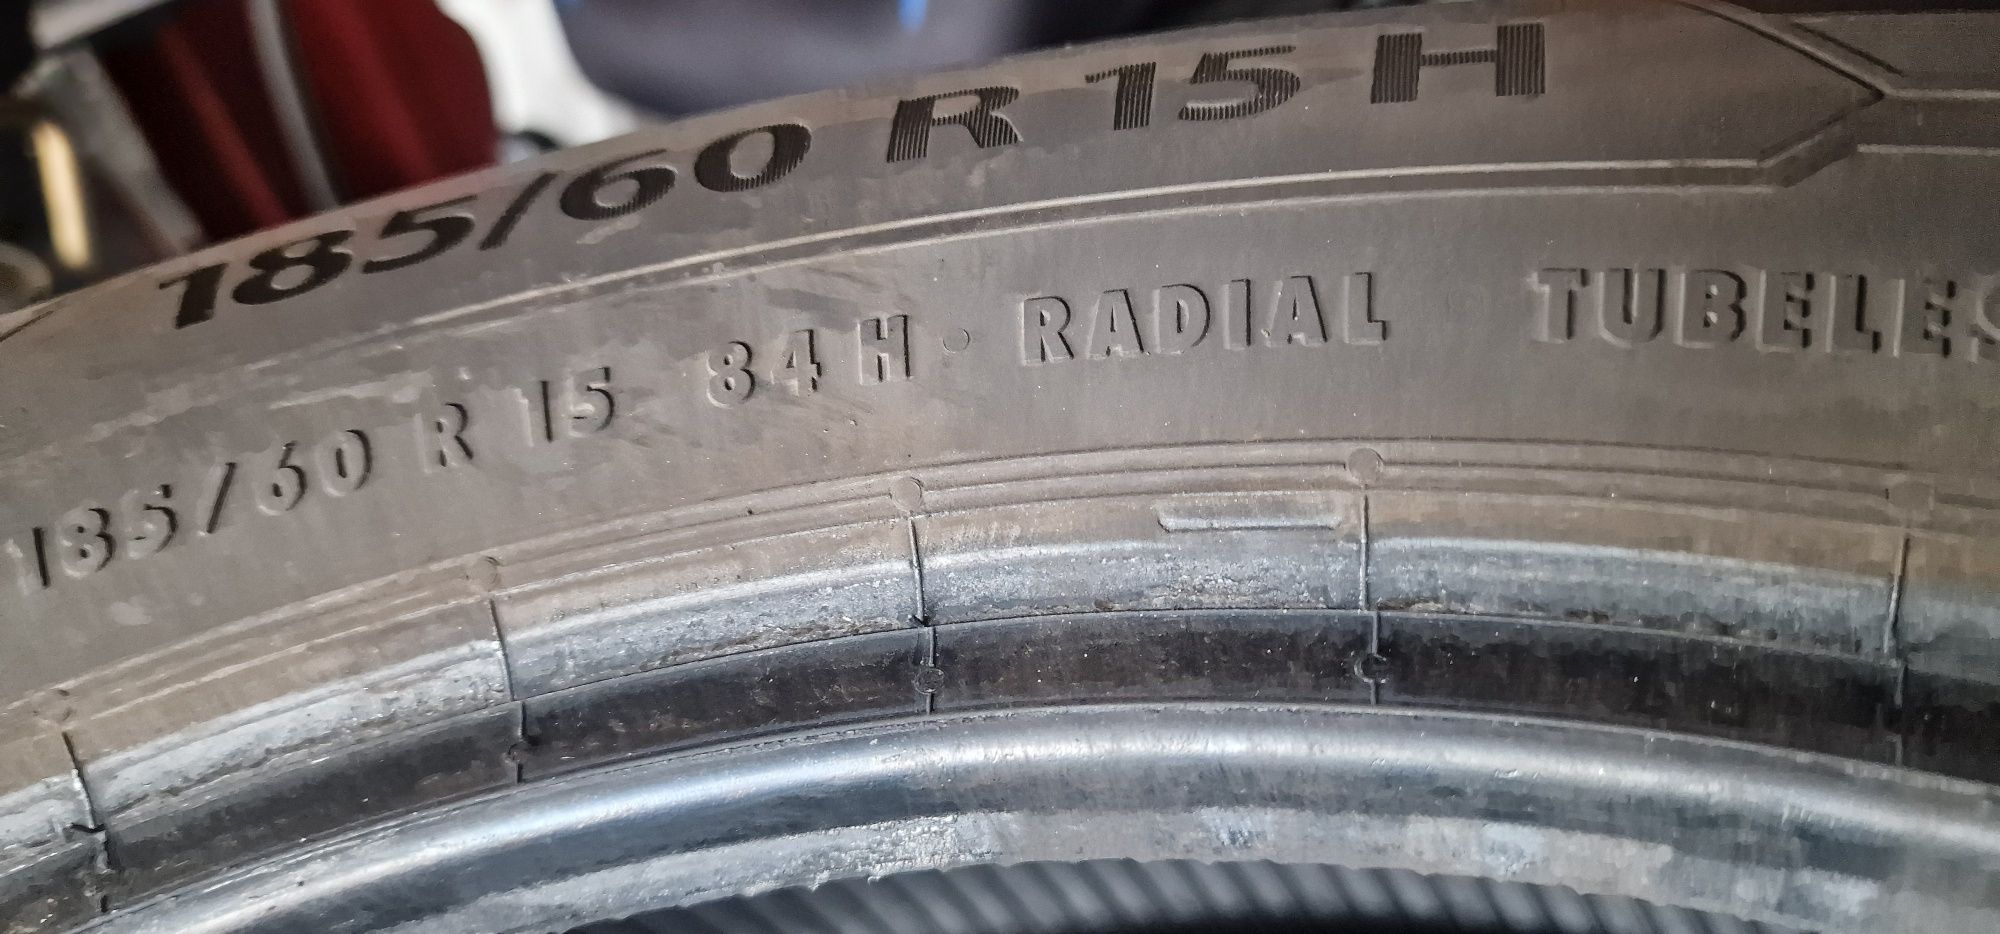 185/60 R 15 H
185/60 R 15 84 H · RADIAL TUBELES